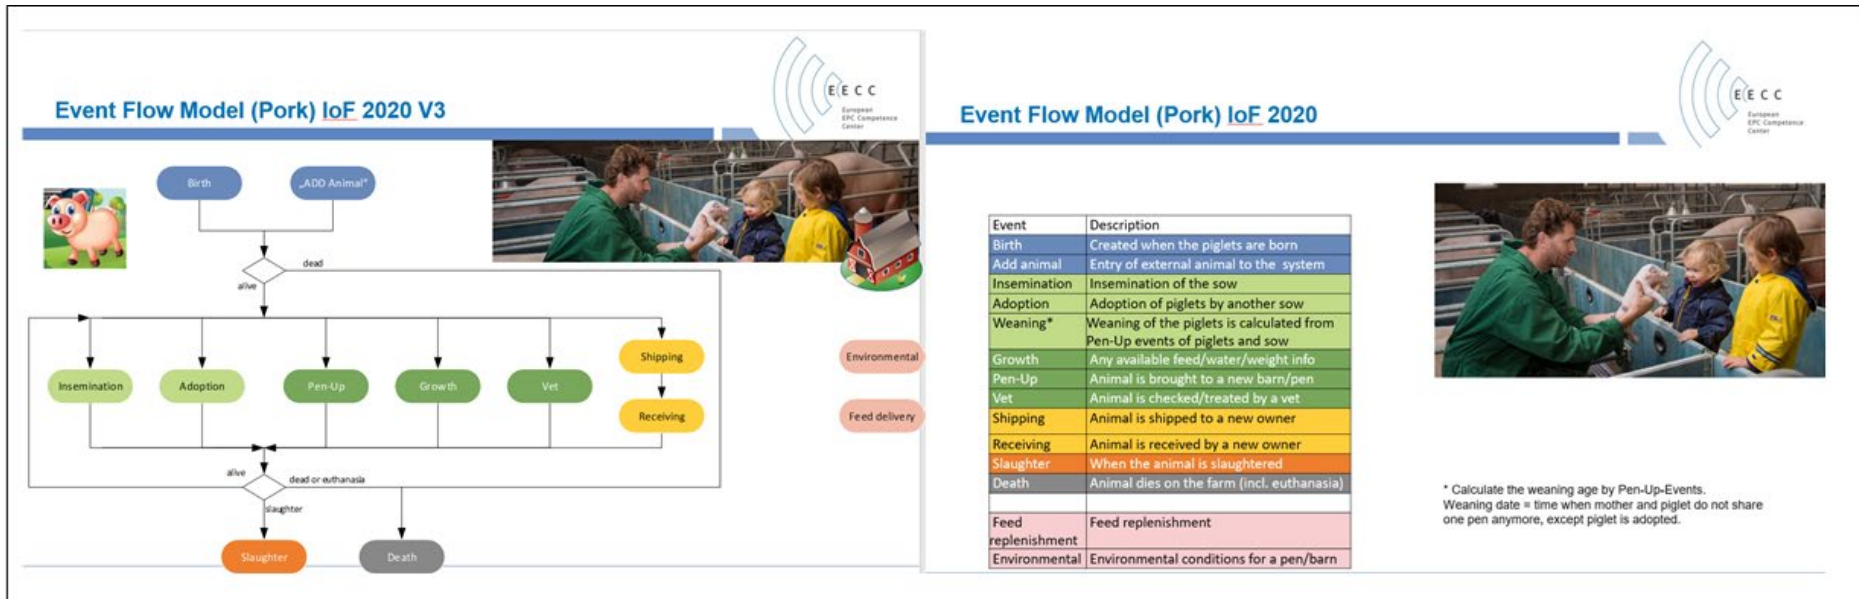 Event Flow Model (Pork) IoF 2020 V3
E E C C
European
EPC Competence
Center
Birth
„ADD Animal“
dead
alive
Shipping
Environmental
Insemination
Adoption
Pen-Up
Growth
Vet
Receiving
Feed delivery
alive
dead or euthanasia
slaughter
Slaughter
Death
Event Flow Model (Pork) IoF 2020
E E C C
European
EPC Competence
Center
Event Description
Birth Created when the piglets are born
Add animal Entry of external animal to the system
Insemination Insemination of the sow
Adoption Adoption of piglets by another sow
Weaning* Weaning of the piglets is calculated from
Pen-Up events of piglets and sow
Growth Any available feed/water/weight info
Pen-Up Animal is brought to a new barn/pen
Vet Animal is checked/treated by a vet
Shipping Animal is shipped to a new owner
Receiving Animal is received by a new owner
Slaughter When the animal is slaughtered
Death Animal dies on the farm (incl. euthanasia)
Feed Feed replenishment
replenishment
Environmental Environmental conditions for a pen/barn
* Calculate the weaning age by Pen-Up-Events.
Weaning date = time when mother and piglet do not share
one pen anymore, except piglet is adopted.